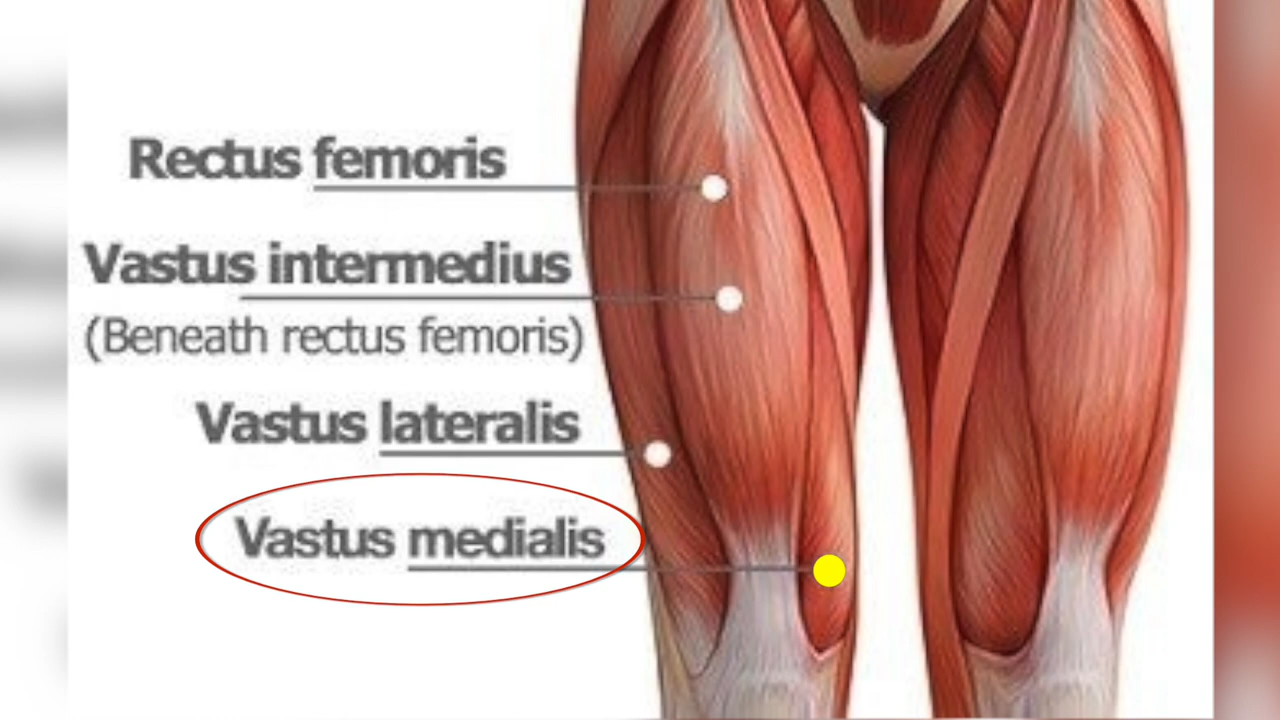 Rectus femoris
Vastus intermedius
(Beneath rectus femoris)
Vastus lateralis
Vastus medialis